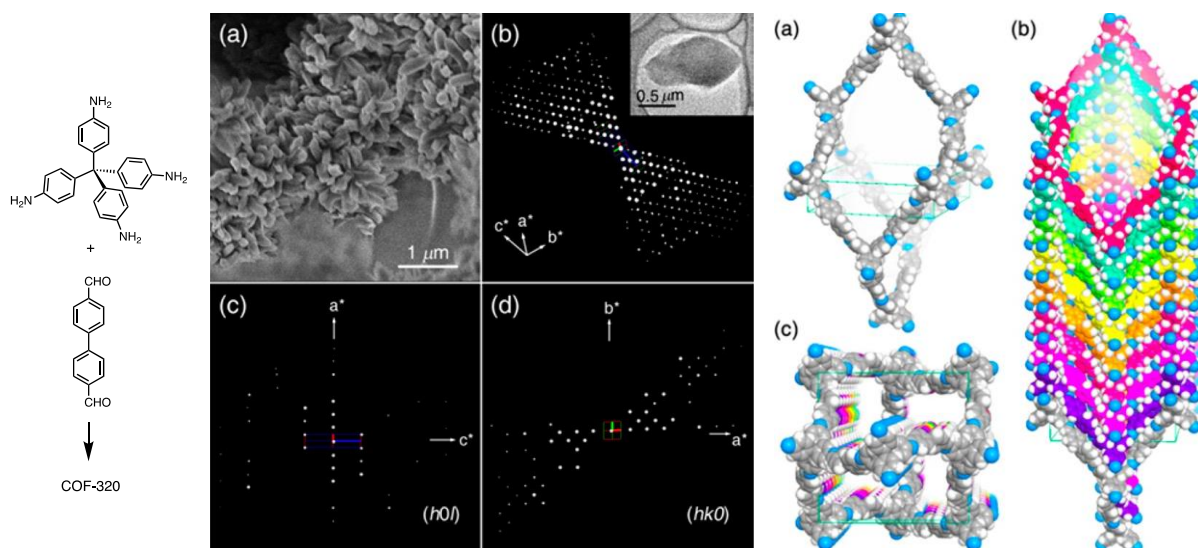 NH2
H2N
NH2
NH2
+
CHO
CHO
COF-320
(a)
1 μm
(b)
0.5 μm
c*
a*
b*
(c)
a*
c*
(h0l)
(d)
b*
a*
(hk0)
(a)
(b)
(c)